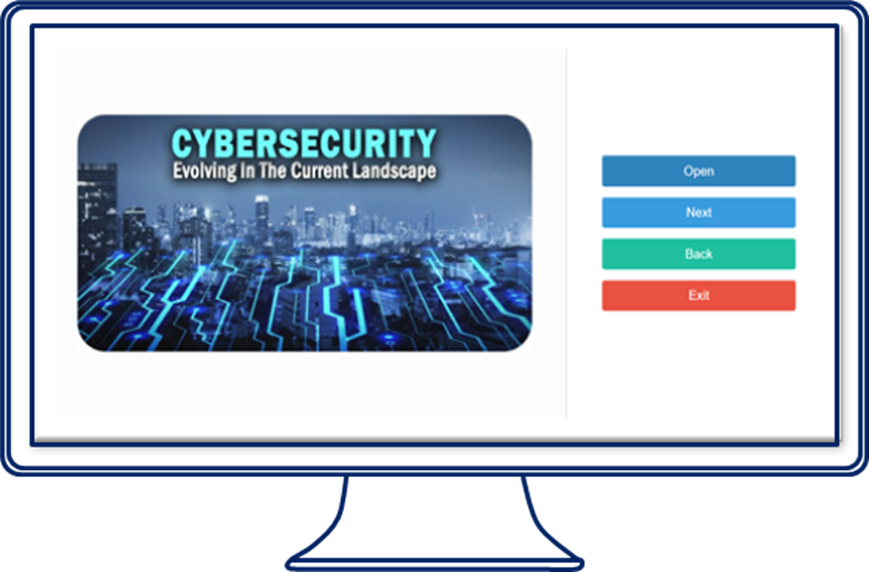 CYBERSECURITY
Evolving In The Current Landscape
Open
Next
Back
Exit